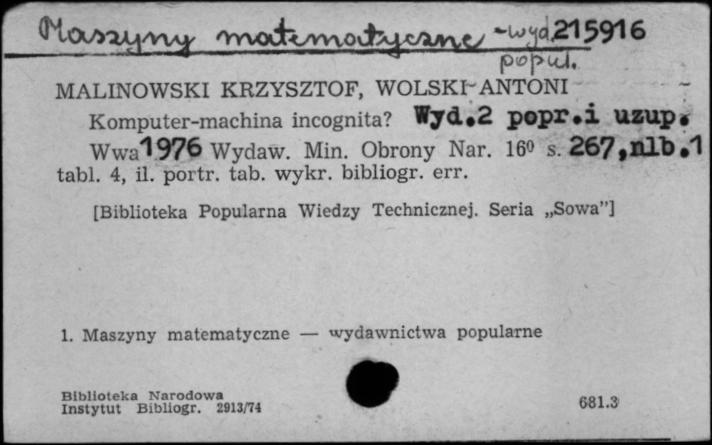 Maszyny matematyczne - wyd. 215916
popul.
MALINOWSKI KRZYSZTOF, WOLSKI ANTONI
Komputer-machina incognita? Wyd.2 popr.i uzup.
Wwa 1976 Wydaw. Min. Obrony Nar. 16⁰ s. 267,nlb.1
tabl. 4, il. portr. tab. wykr. bibliogr. err.
[Biblioteka Popularna Wiedzy Technicznej. Seria „Sowa”]
1. Maszyny matematyczne — wydawnictwa popularne
Biblioteka Narodowa
Instytut Bibliogr. 2913/74
681.3